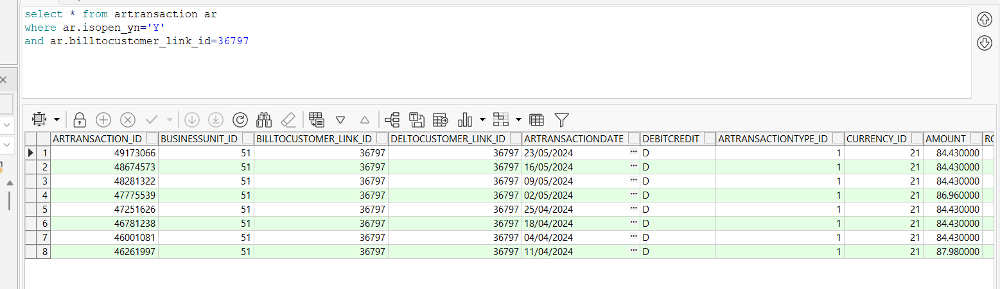 select * from artransaction ar
where ar.isopen_yn='Y'
and ar.billtocustomer_link_id=36797
ARTRANSACTION_ID BUSINESSUNIT_ID BILLTOCUSTOMER_LINK_ID DELTOCUSTOMER_LINK_ID ARTRANSACTIONDATE DEBITCREDIT ARTRANSACTIONTYPE_ID CURRENCY_ID AMOUNT
1 49173066 51 36797 36797 23/05/2024 ... D 1 21 84.430000
2 48674573 51 36797 36797 16/05/2024 ... D 1 21 84.430000
3 48281322 51 36797 36797 09/05/2024 ... D 1 21 84.430000
4 47775539 51 36797 36797 02/05/2024 ... D 1 21 86.960000
5 47251626 51 36797 36797 25/04/2024 ... D 1 21 84.430000
6 46781238 51 36797 36797 18/04/2024 ... D 1 21 84.430000
7 46001081 51 36797 36797 04/04/2024 ... D 1 21 84.430000
8 46261997 51 36797 36797 11/04/2024 ... D 1 21 87.980000